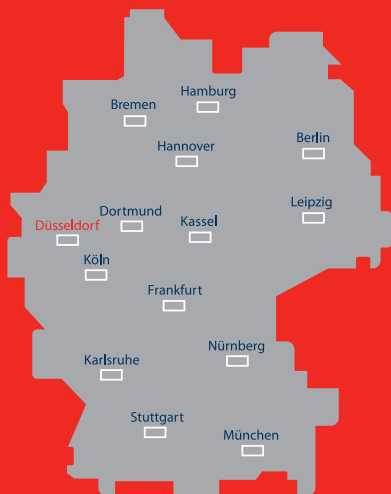 Hamburg
Bremen
Hannover
Berlin
Dortmund
Leipzig
Düsseldorf
Kassel
Köln
Frankfurt
Nürnberg
Karlsruhe
Stuttgart
München